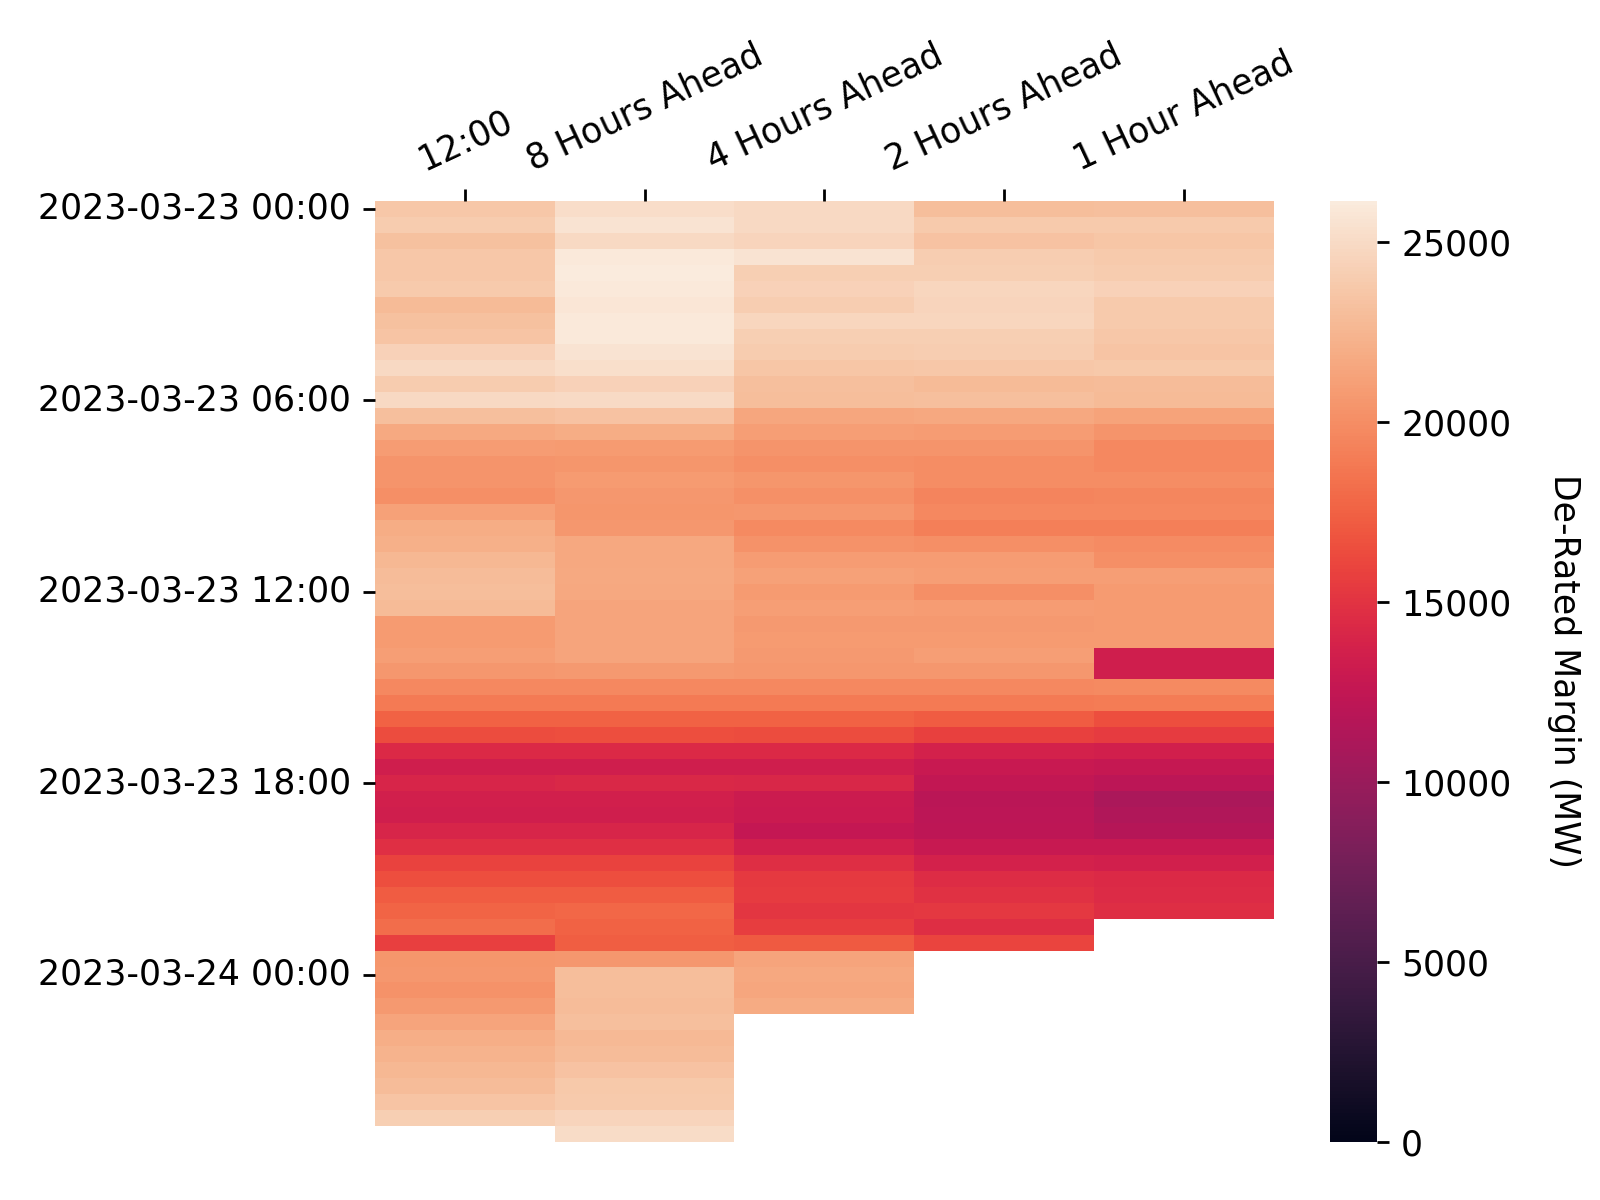 12:00
8 Hours Ahead
4 Hours Ahead
2 Hours Ahead
1 Hour Ahead
2023-03-23 00:00
2023-03-23 06:00
2023-03-23 12:00
2023-03-23 18:00
2023-03-24 00:00
25000
20000
15000
10000
5000
0
De-Rated Margin (MW)